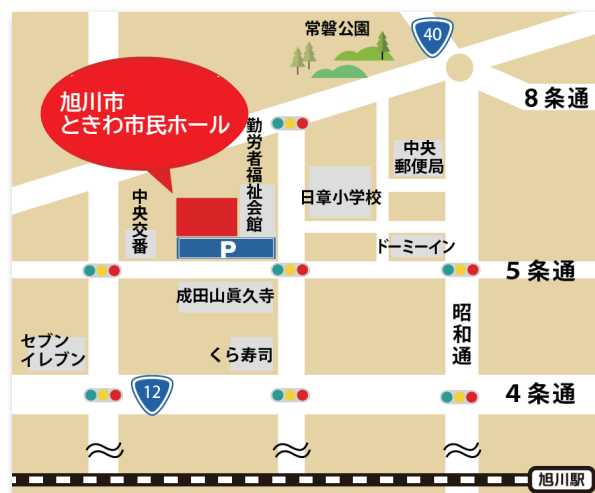 常磐公園
40
8条通
旭川市
ときわ市民ホール
勤労者福祉会館
中央
郵便局
日章小学校
中央交番
P
ドーミーイン
5条通
成田山眞久寺
昭和通
セブン
イレブン
くら寿司
12
4条通
旭川駅